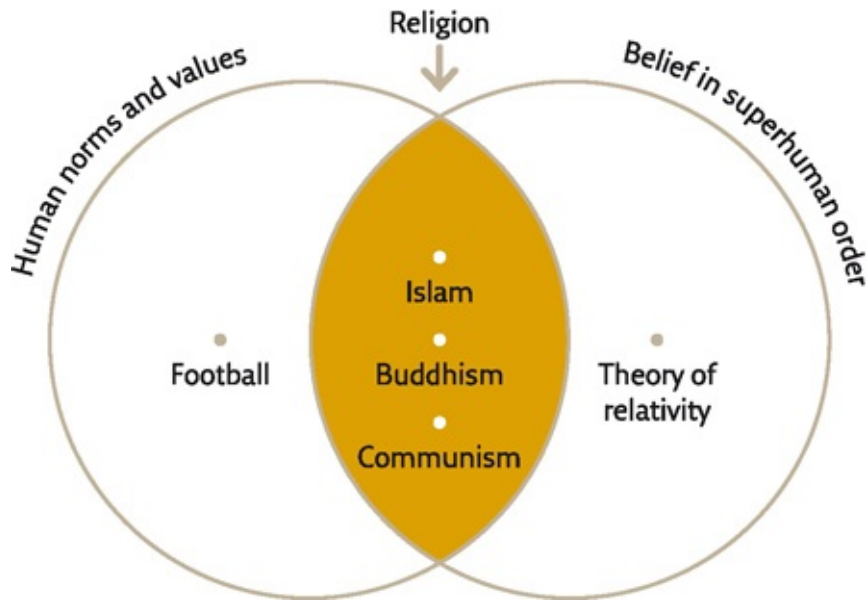 Religion
Human norms and values
Belief in superhuman order
Islam
Football
Buddhism
Theory of
relativity
Communism